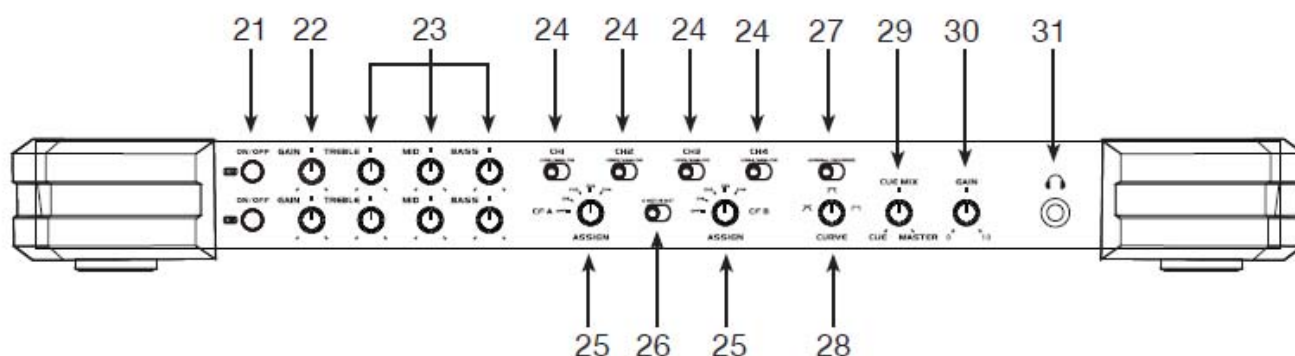 21 22 23 24 24 24 24 27 29 30 31
ON/OFF GAIN TREBLE MID BASS CH1 CH2 CH3 CH4
CUE MIX GAIN
ON/OFF GAIN TREBLE MID BASS
CF A CF B
ASSIGN ASSIGN CURVE CUE MASTER 0 10
25 26 25 28